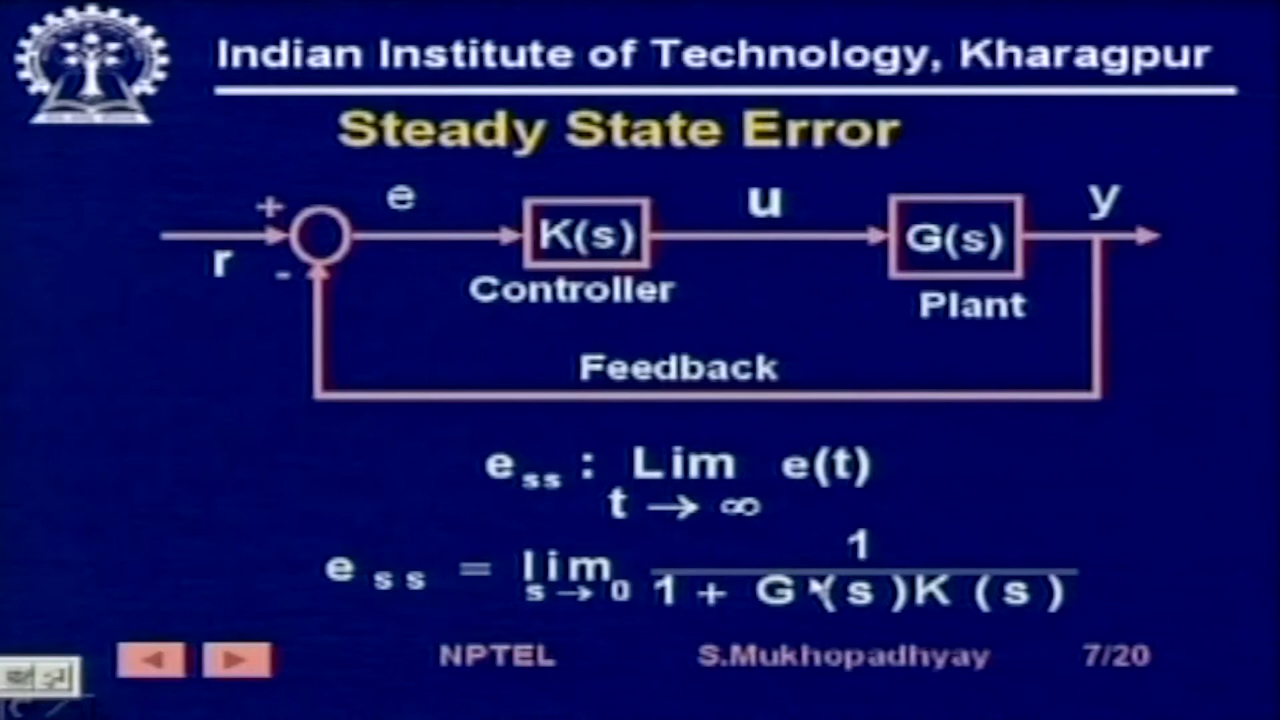 Indian Institute of Technology, Kharagpur
Steady State Error
+ e K(s) u G(s) y
r -
Controller
Plant
Feedback
e ss : Lim e(t)
t → ∞
e s s = lim s → 0 1 / 1 + G (s) K (s)
NPTEL S.Mukhopadhyay 7/20